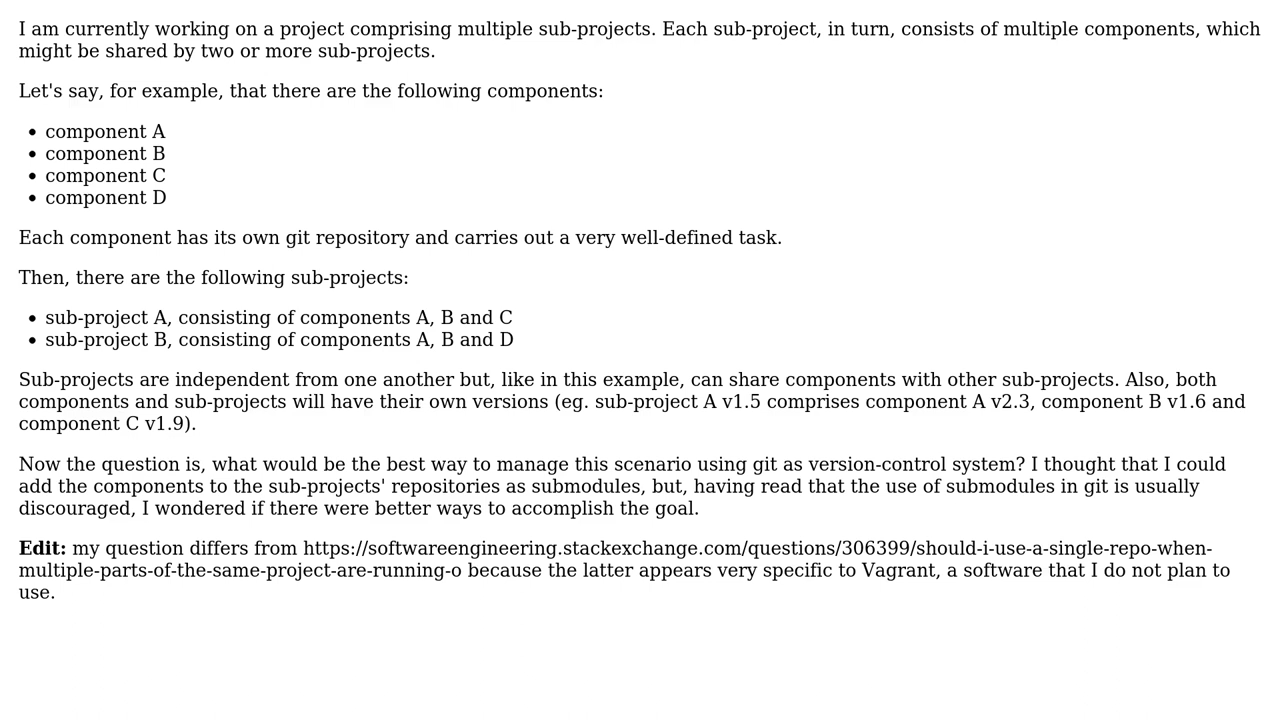 I am currently working on a project comprising multiple sub-projects. Each sub-project, in turn, consists of multiple components, which
might be shared by two or more sub-projects.
Let's say, for example, that there are the following components:
• component A
• component B
• component C
• component D
Each component has its own git repository and carries out a very well-defined task.
Then, there are the following sub-projects:
• sub-project A, consisting of components A, B and C
• sub-project B, consisting of components A, B and D
Sub-projects are independent from one another but, like in this example, can share components with other sub-projects. Also, both
components and sub-projects will have their own versions (eg. sub-project A v1.5 comprises component A v2.3, component B v1.6 and
component C v1.9).
Now the question is, what would be the best way to manage this scenario using git as version-control system? I thought that I could
add the components to the sub-projects' repositories as submodules, but, having read that the use of submodules in git is usually
discouraged, I wondered if there were better ways to accomplish the goal.
Edit: my question differs from https://softwareengineering.stackexchange.com/questions/306399/should-i-use-a-single-repo-when-
multiple-parts-of-the-same-project-are-running-o because the latter appears very specific to Vagrant, a software that I do not plan to
use.